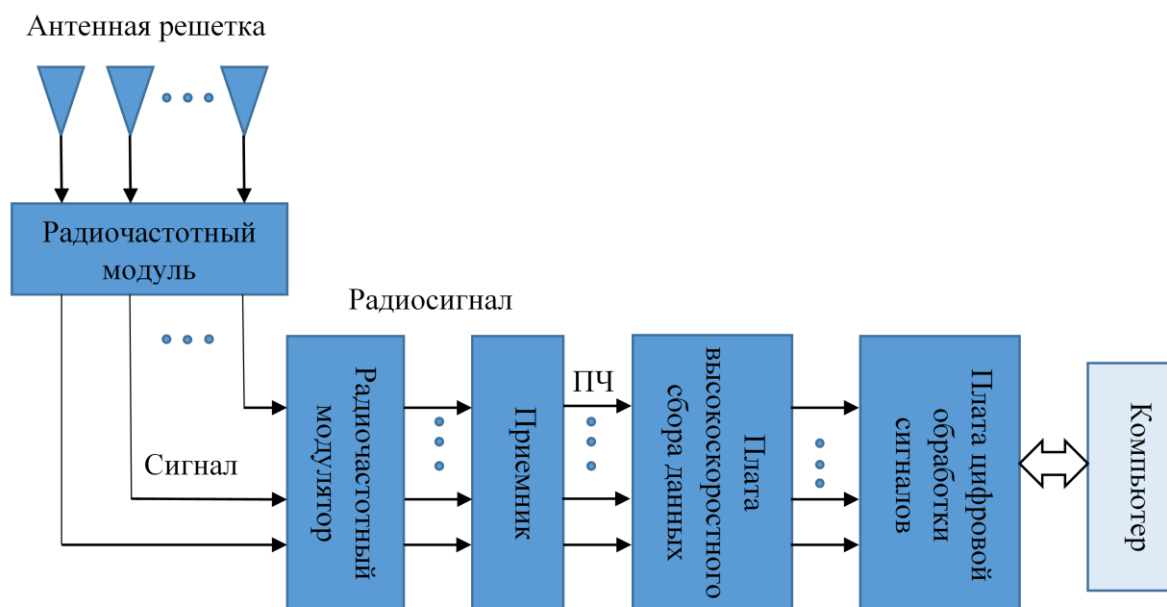 Антенная решетка
Радиочастотный
модуль
Радиосигнал
Сигнал
Радиочастотный
модулятор
Приемник
ПЧ
Плата
высокоскоростного
сбора данных
Плата цифровой
обработки
сигналов
Компьютер